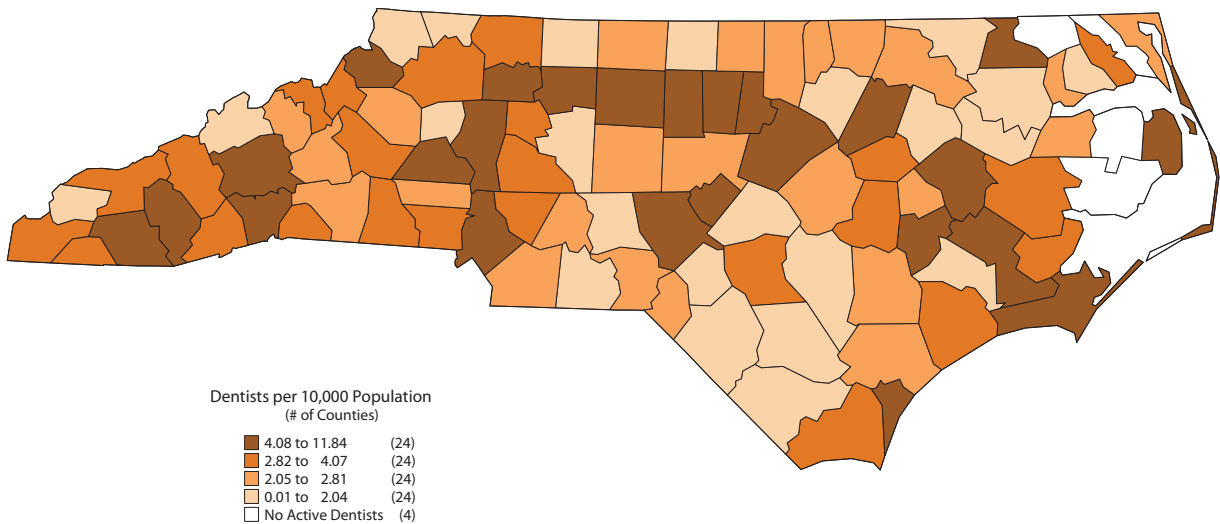 Dentists per 10,000 Population
(# of Counties)
4.08 to 11.84 (24)
2.82 to 4.07 (24)
2.05 to 2.81 (24)
0.01 to 2.04 (24)
No Active Dentists (4)